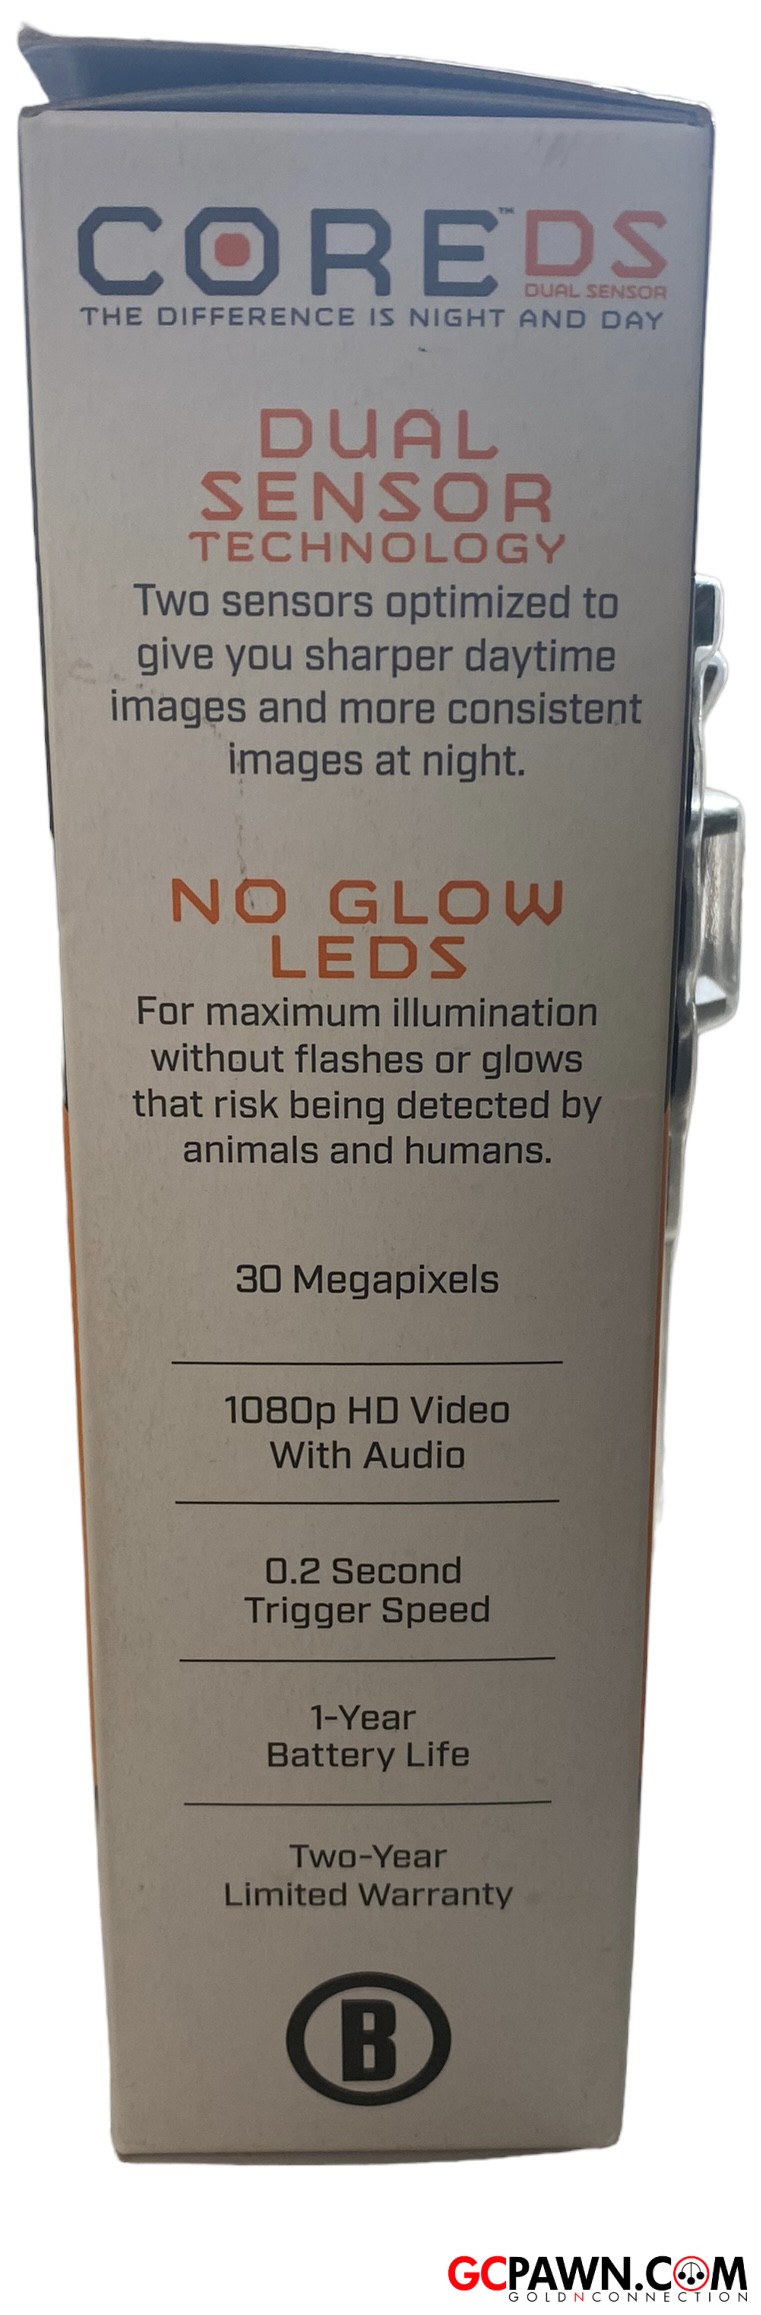 CORE™DS
DUAL SENSOR
THE DIFFERENCE IS NIGHT AND DAY
DUAL
SENSOR
TECHNOLOGY
Two sensors optimized to
give you sharper daytime
images and more consistent
images at night.
NO GLOW
LEDS
For maximum illumination
without flashes or glows
that risk being detected by
animals and humans.
30 Megapixels
1080p HD Video
With Audio
0.2 Second
Trigger Speed
1-Year
Battery Life
Two-Year
Limited Warranty
B
GCPAWN.COM
GOLDNCONNECTION